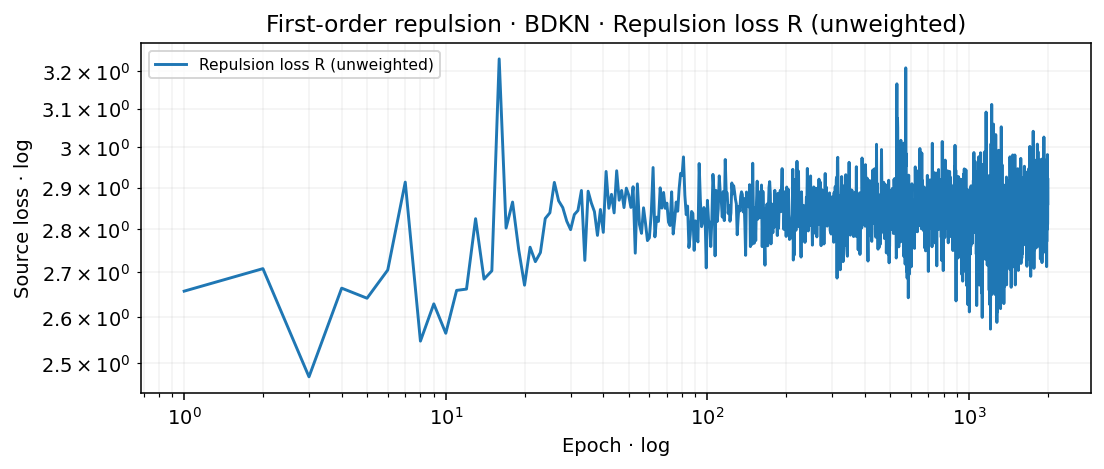 First-order repulsion · BDKN · Repulsion loss R (unweighted)
Repulsion loss R (unweighted)
Source loss · log
3.2 × 10⁰
3.1 × 10⁰
3 × 10⁰
2.9 × 10⁰
2.8 × 10⁰
2.7 × 10⁰
2.6 × 10⁰
2.5 × 10⁰
10⁰ 10¹ 10² 10³
Epoch · log